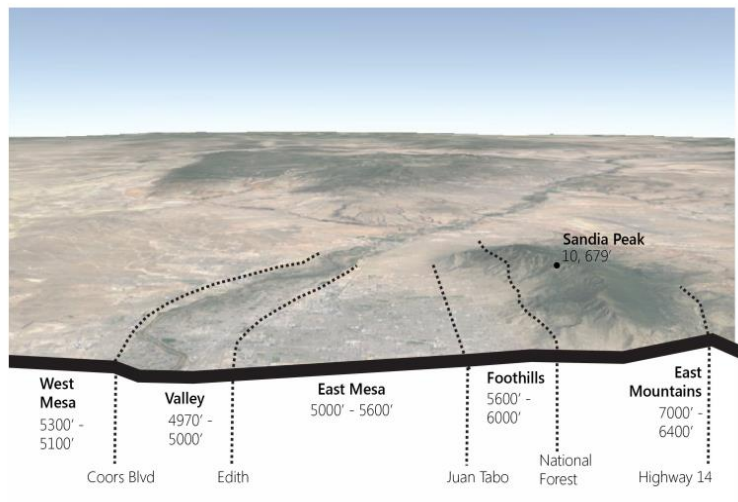 Sandia Peak
10, 679'
West
Mesa
5300' -
5100'
Valley
4970' -
5000'
East Mesa
5000' - 5600'
Foothills
5600' -
6000'
East
Mountains
7000' -
6400'
Coors Blvd
Edith
Juan Tabo
National
Forest
Highway 14